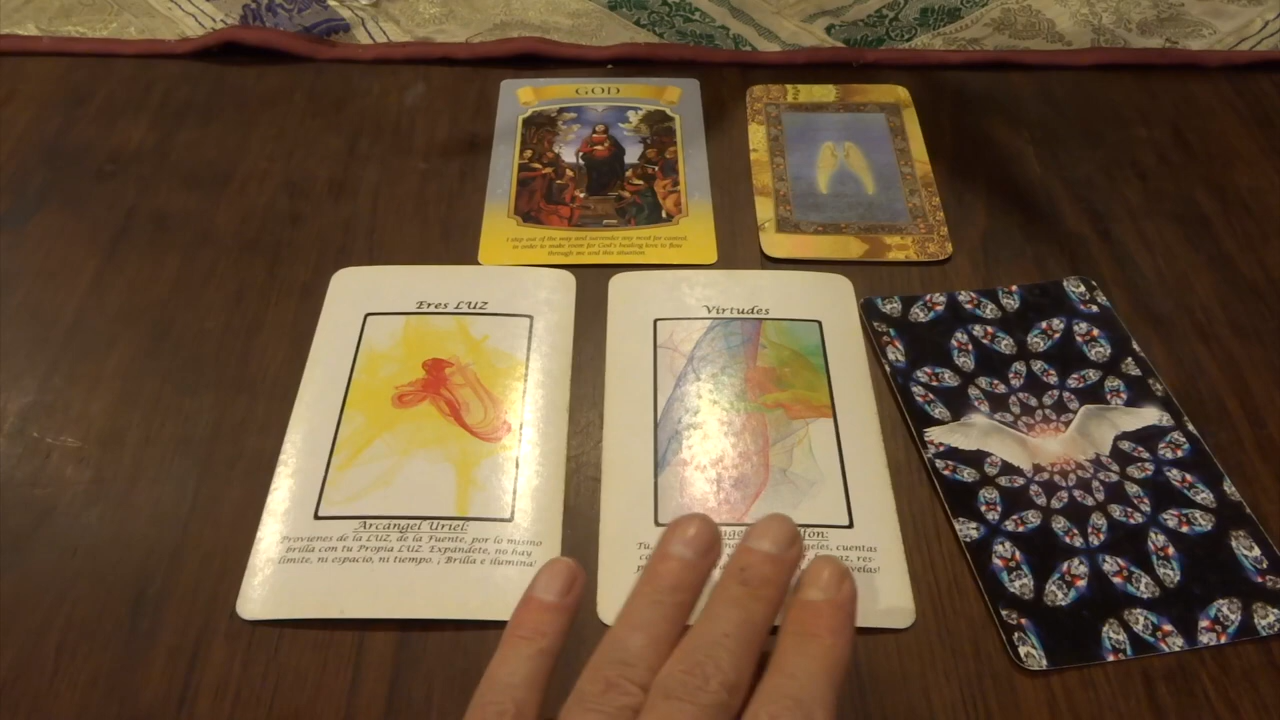 GOD
I step out of the way and surrender any need for control,
in order to make room for God's healing love to flow
through me and this situation.
Eres LUZ
Arcángel Uriel:
Provienes de la LUZ, de la Fuente, por lo mismo
brilla con tu Propia LUZ. Expándete, no hay
límite, ni espacio, ni tiempo. ¡ Brilla e ilumina!
Virtudes
geles, cuentas